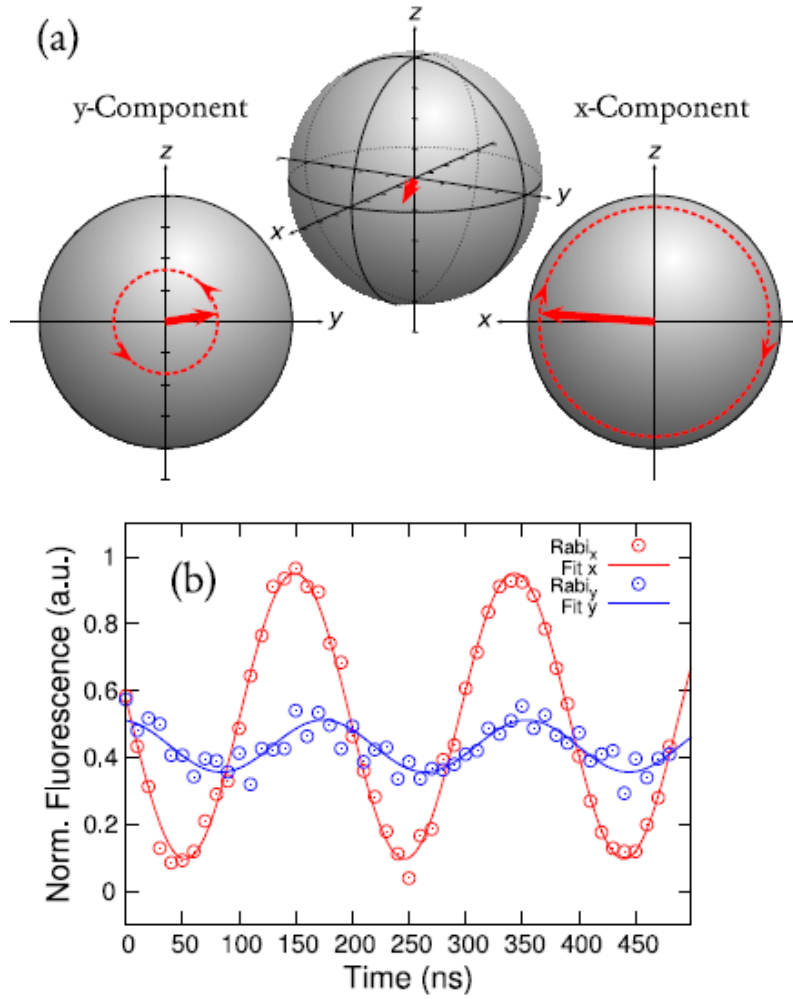 (a)
z
y-Component
x-Component
z
z
y
x
y
x
(b)
Rabi_x
Fit x
Rabi_y
Fit y
Norm. Fluorescence (a.u.)
1
0.8
0.6
0.4
0.2
0
0 50 100 150 200 250 300 350 400 450
Time (ns)